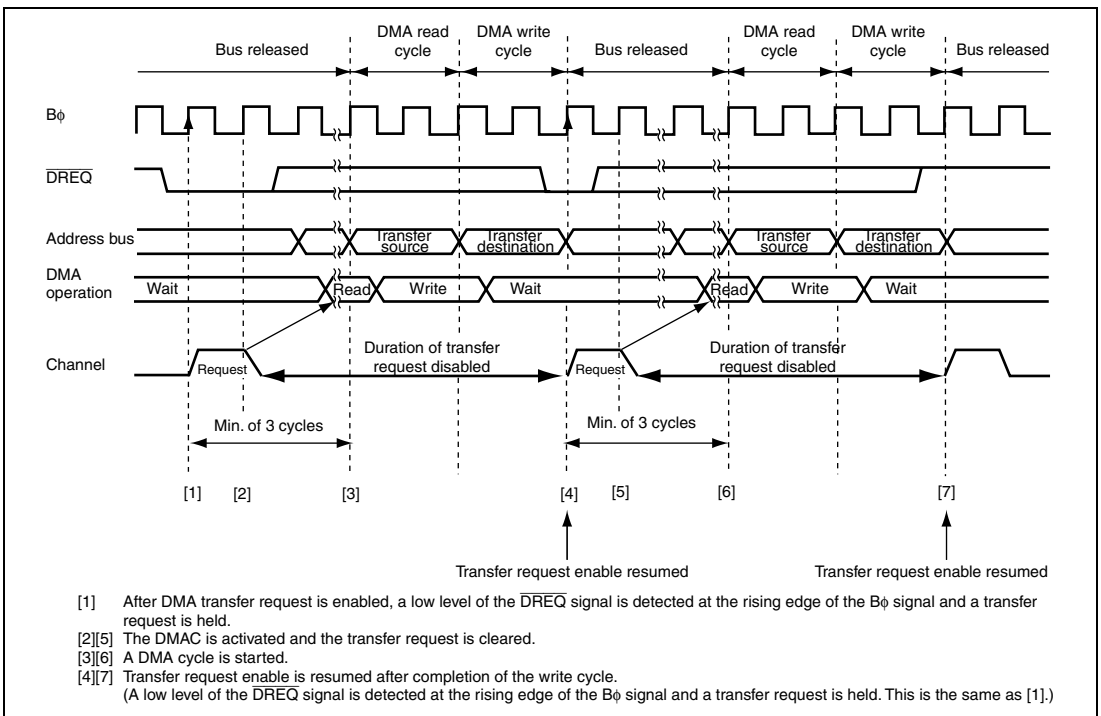 Bus released
DMA read cycle
DMA write cycle
Bus released
DMA read cycle
DMA write cycle
Bus released
Bϕ
DREQ
Address bus
Transfer source
Transfer destination
Transfer source
Transfer destination
DMA operation
Wait
Read
Write
Wait
Read
Write
Wait
Channel
Request
Duration of transfer request disabled
Request
Duration of transfer request disabled
Min. of 3 cycles
Min. of 3 cycles
[1] [2] [3] [4] [5] [6] [7]
Transfer request enable resumed
Transfer request enable resumed
[1] After DMA transfer request is enabled, a low level of the DREQ signal is detected at the rising edge of the Bϕ signal and a transfer
request is held.
[2][5] The DMAC is activated and the transfer request is cleared.
[3][6] A DMA cycle is started.
[4][7] Transfer request enable is resumed after completion of the write cycle.
(A low level of the DREQ signal is detected at the rising edge of the Bϕ signal and a transfer request is held. This is the same as [1].)